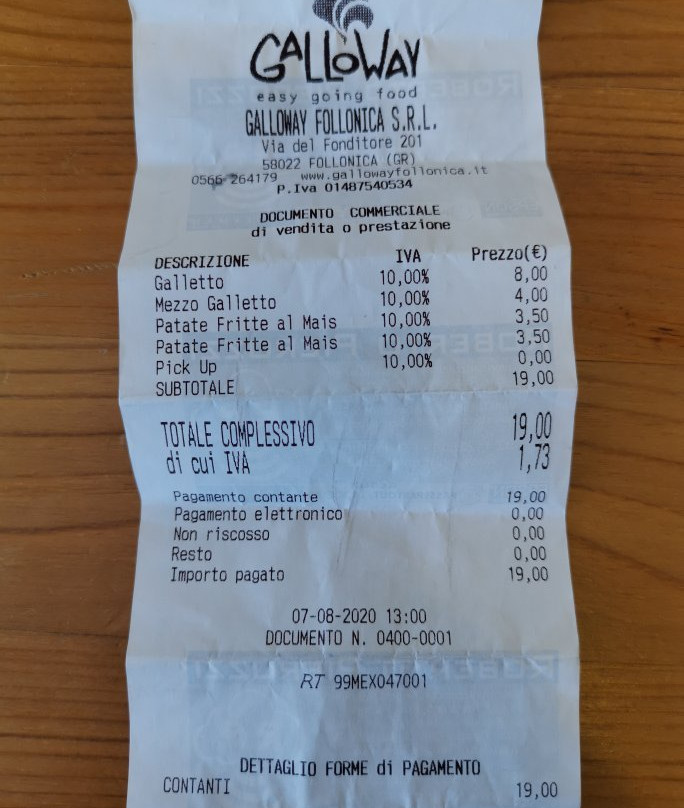 GALLOWAY
easy going food
GALLOWAY FOLLONICA S.R.L.
Via del Fonditore 201
58022 FOLLONICA (GR)
0566 264179 www.gallowayfollonica.it
P.Iva 01487540534
DOCUMENTO COMMERCIALE
di vendita o prestazione
DESCRIZIONE IVA Prezzo(€)
Galletto 10,00% 8,00
Mezzo Galletto 10,00% 4,00
Patate Fritte al Mais 10,00% 3,50
Patate Fritte al Mais 10,00% 3,50
Pick Up 10,00% 0,00
SUBTOTALE 19,00
TOTALE COMPLESSIVO 19,00
di cui IVA 1,73
Pagamento contante 19,00
Pagamento elettronico 0,00
Non riscosso 0,00
Resto 0,00
Importo pagato 19,00
07-08-2020 13:00
DOCUMENTO N. 0400-0001
RT 99MEX047001
DETTAGLIO FORME di PAGAMENTO
CONTANTI 19,00